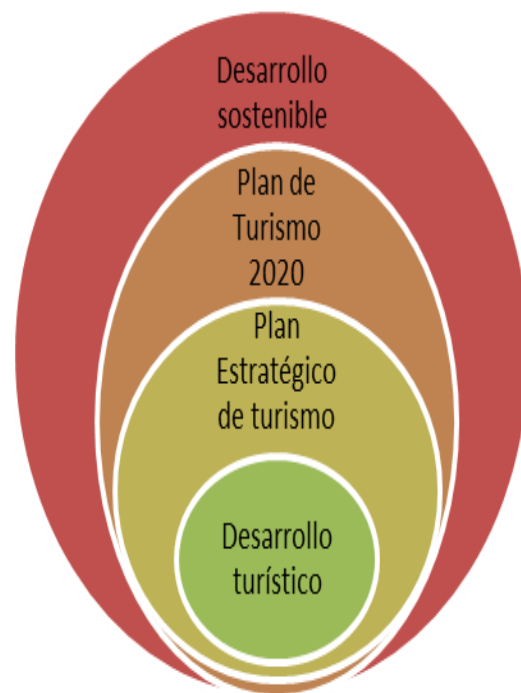 Desarrollo
sostenible
Plan de
Turismo
2020
Plan
Estratégico
de turismo
Desarrollo
turístico